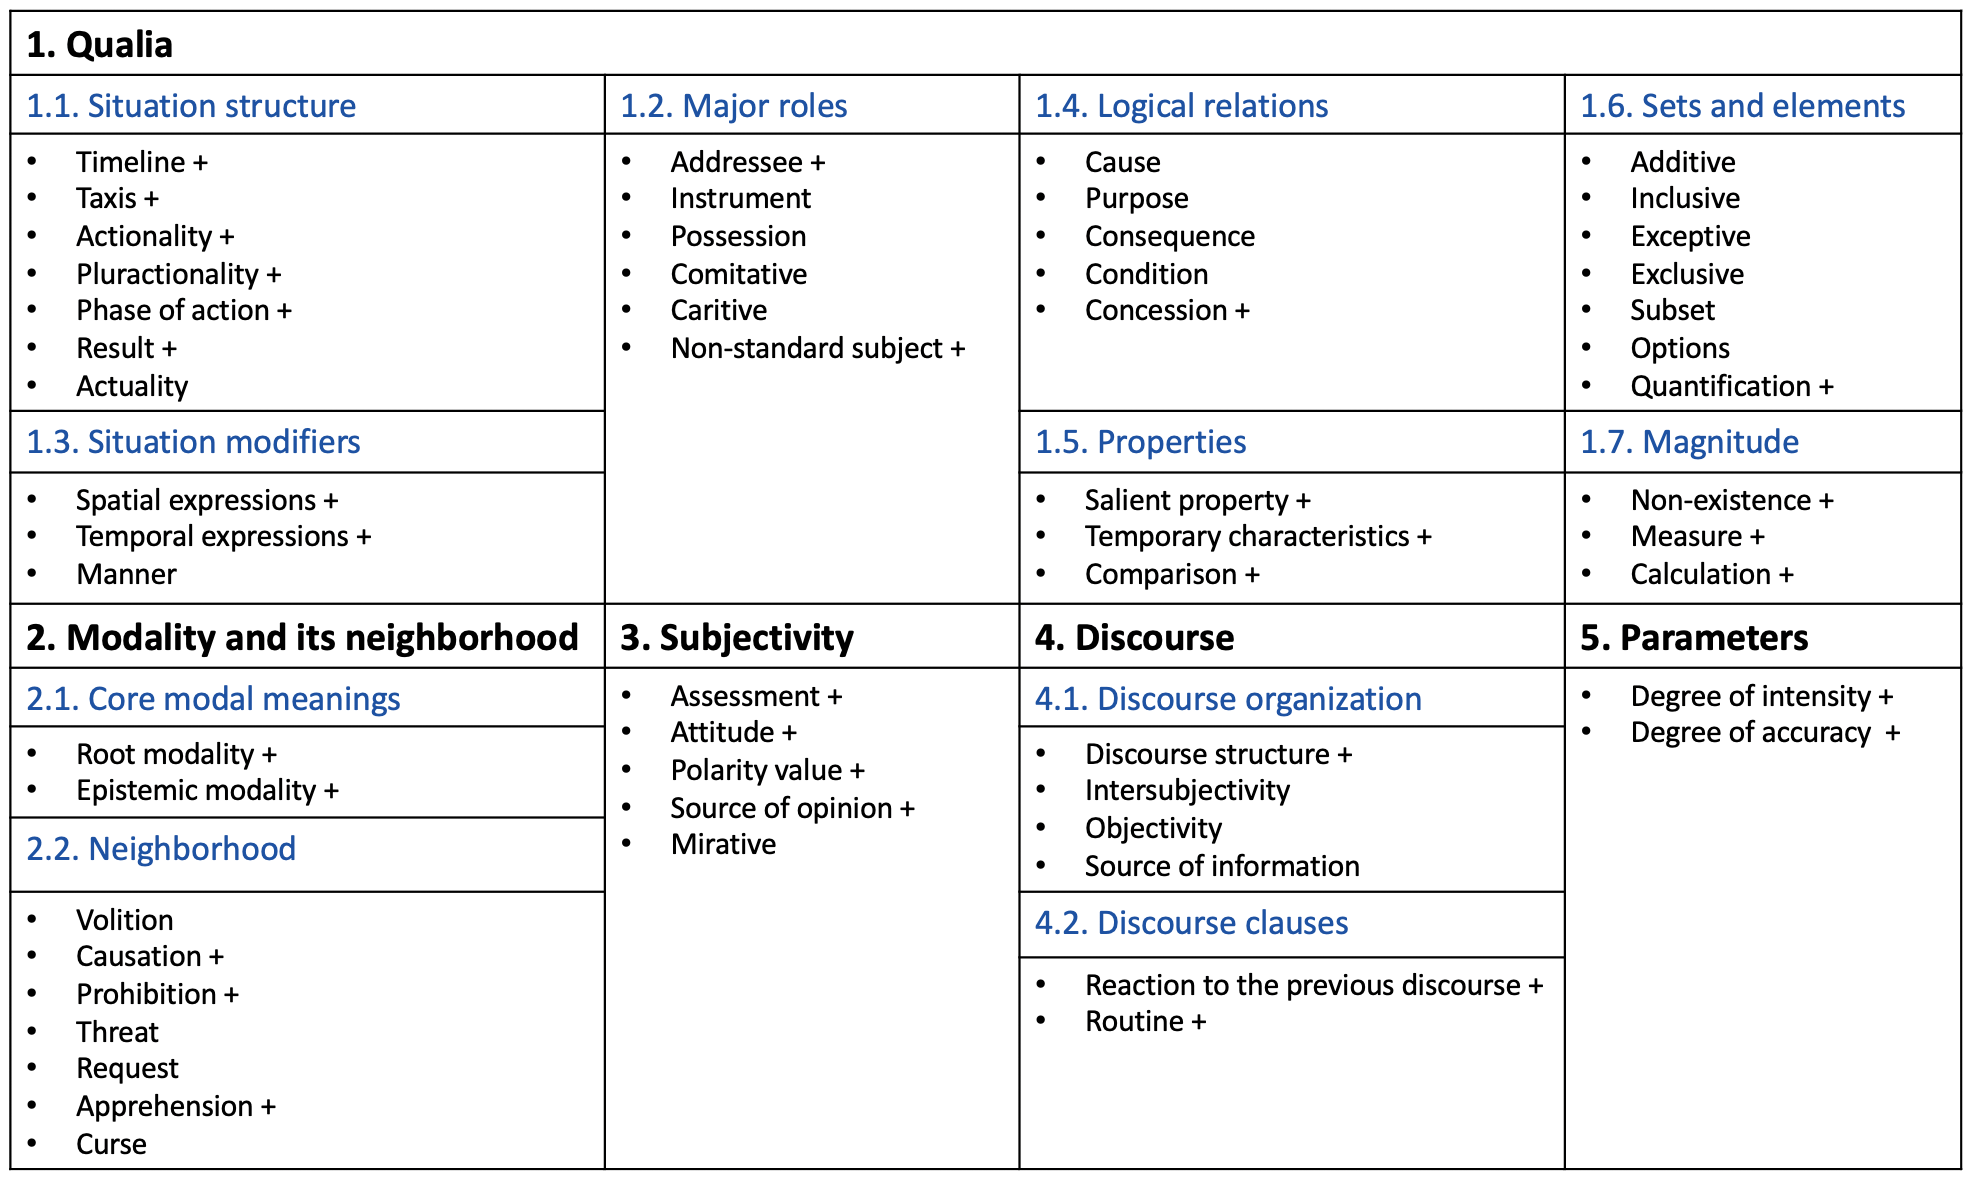 1. Qualia
1.1. Situation structure
• Timeline +
• Taxis +
• Actionality +
• Pluractionality +
• Phase of action +
• Result +
• Actuality
1.2. Major roles
• Addressee +
• Instrument
• Possession
• Comitative
• Caritive
• Non-standard subject +
1.3. Situation modifiers
• Spatial expressions +
• Temporal expressions +
• Manner
1.4. Logical relations
• Cause
• Purpose
• Consequence
• Condition
• Concession +
1.5. Properties
• Salient property +
• Temporary characteristics +
• Comparison +
1.6. Sets and elements
• Additive
• Inclusive
• Exceptive
• Exclusive
• Subset
• Options
• Quantification +
1.7. Magnitude
• Non-existence +
• Measure +
• Calculation +
2. Modality and its neighborhood
2.1. Core modal meanings
• Root modality +
• Epistemic modality +
2.2. Neighborhood
• Volition
• Causation +
• Prohibition +
• Threat
• Request
• Apprehension +
• Curse
3. Subjectivity
• Assessment +
• Attitude +
• Polarity value +
• Source of opinion +
• Mirative
4. Discourse
4.1. Discourse organization
• Discourse structure +
• Intersubjectivity
• Objectivity
• Source of information
4.2. Discourse clauses
• Reaction to the previous discourse +
• Routine +
5. Parameters
• Degree of intensity +
• Degree of accuracy +